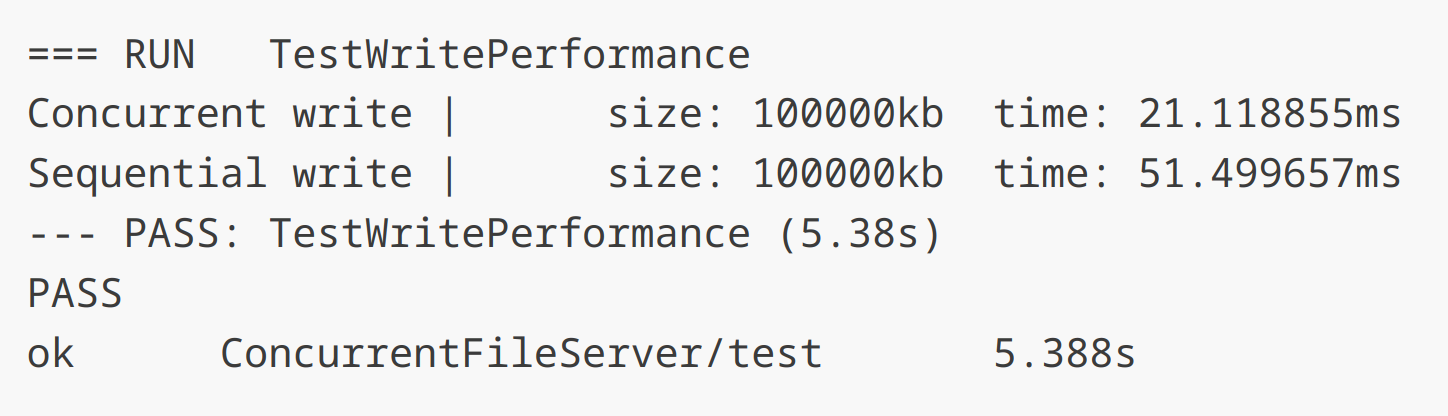 === RUN   TestWritePerformance
Concurrent write |      size: 100000kb  time: 21.118855ms
Sequential write |      size: 100000kb  time: 51.499657ms
--- PASS: TestWritePerformance (5.38s)
PASS
ok      ConcurrentFileServer/test       5.388s